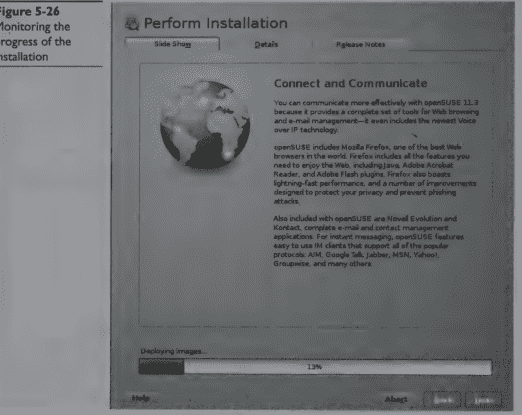 Figure 5-26
Monitoring the
progress of the
installation
Perform Installation
Slide Show
Details
Release Notes
Connect and Communicate
You can communicate more effectively with openSUSE 11.3
because it provides a complete set of tools for Web browsing
and e-mail management—it even includes the newest Voice
over IP technology.
openSUSE includes Mozilla Firefox, one of the best Web
browsers in the world. Firefox includes all the features you
need to enjoy the Web, including Java, Adobe Acrobat
Reader, and Adobe Flash plugins. Firefox also boasts
lightning-fast performance, and a number of improvements
designed to protect your privacy and prevent phishing
attacks.
Also included with openSUSE are Novell Evolution and
Kontact, complete e-mail and contact management
applications. For instant messaging, openSUSE features
easy to use IM clients that support all of the popular
protocols: AIM, Google Talk, Jabber, MSN, Yahoo!,
Groupwise, and many others.
Deploying Images...
13%
Help
Abort
Back
Next